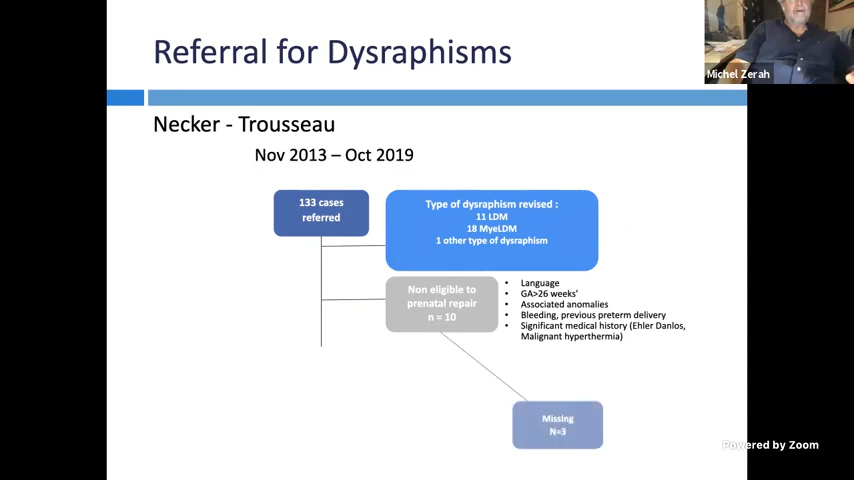 Referral for Dysraphisms
Michel Zerah
Necker - Trousseau
Nov 2013 – Oct 2019
133 cases
referred
Type of dysraphism revised :
11 LDM
18 MyeLDM
1 other type of dysraphism
Non eligible to
prenatal repair
n = 10
• Language
• GA>26 weeks'
• Associated anomalies
• Bleeding, previous preterm delivery
• Significant medical history (Ehler Danlos,
Malignant hyperthermia)
Missing
N=3
Powered by Zoom